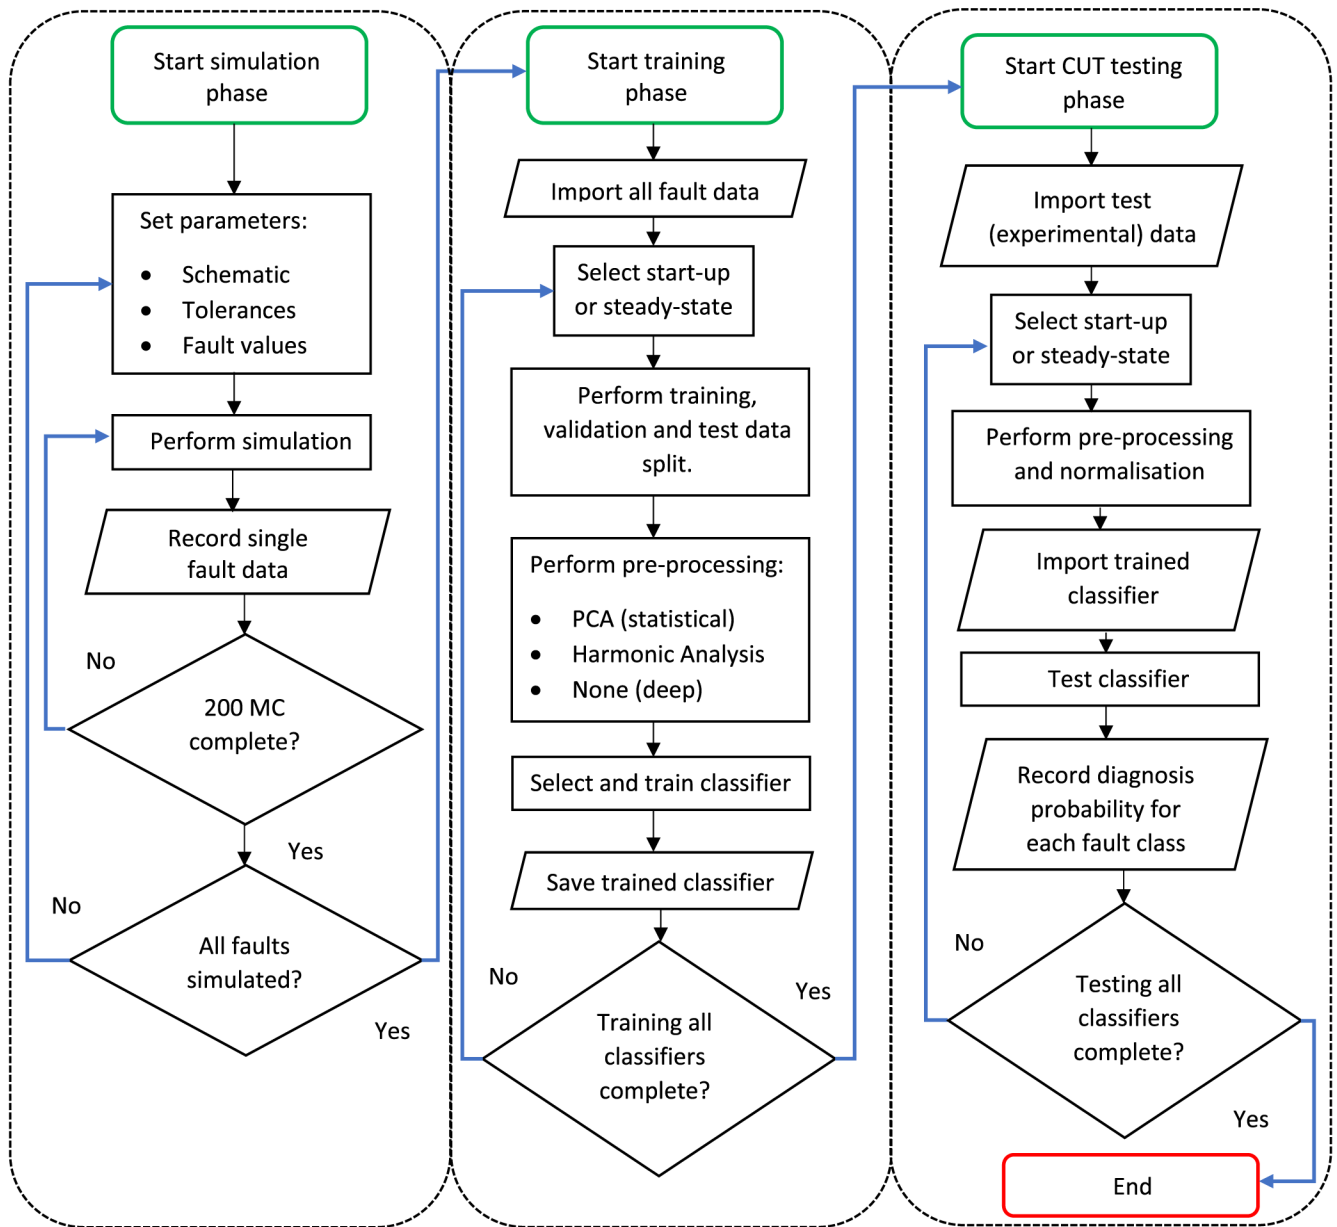 Start simulation
phase
Set parameters:
• Schematic
• Tolerances
• Fault values
Perform simulation
Record single
fault data
No
200 MC
complete?
Yes
No
All faults
simulated?
Yes
Start training
phase
Import all fault data
Select start-up
or steady-state
Perform training,
validation and test data
split.
Perform pre-processing:
• PCA (statistical)
• Harmonic Analysis
• None (deep)
Select and train classifier
Save trained classifier
No
Yes
Training all
classifiers
complete?
Start CUT testing
phase
Import test
(experimental) data
Select start-up
or steady-state
Perform pre-processing
and normalisation
Import trained
classifier
Test classifier
Record diagnosis
probability for
each fault class
No
Testing all
classifiers
complete?
Yes
End